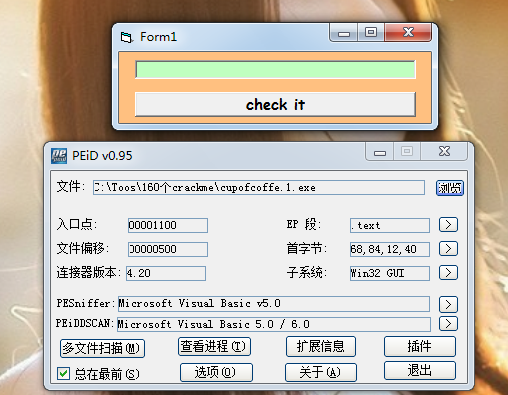 Form1
check it
PEiD v0.95
文件: C:\Toos\160个crackme\cupofcoffe.1.exe 浏览
入口点: 00001100 EP 段: .text >
文件偏移: 00000500 首字节: 68,84,12,40 >
连接器版本: 4.20 子系统: Win32 GUI >
PESniffer: Microsoft Visual Basic v5.0 >
PEiDDSCAN: Microsoft Visual Basic 5.0 / 6.0 >
多文件扫描(M) 查看进程(T) 扩展信息 插件
总在最前(S) 选项(O) 关于(A) 退出